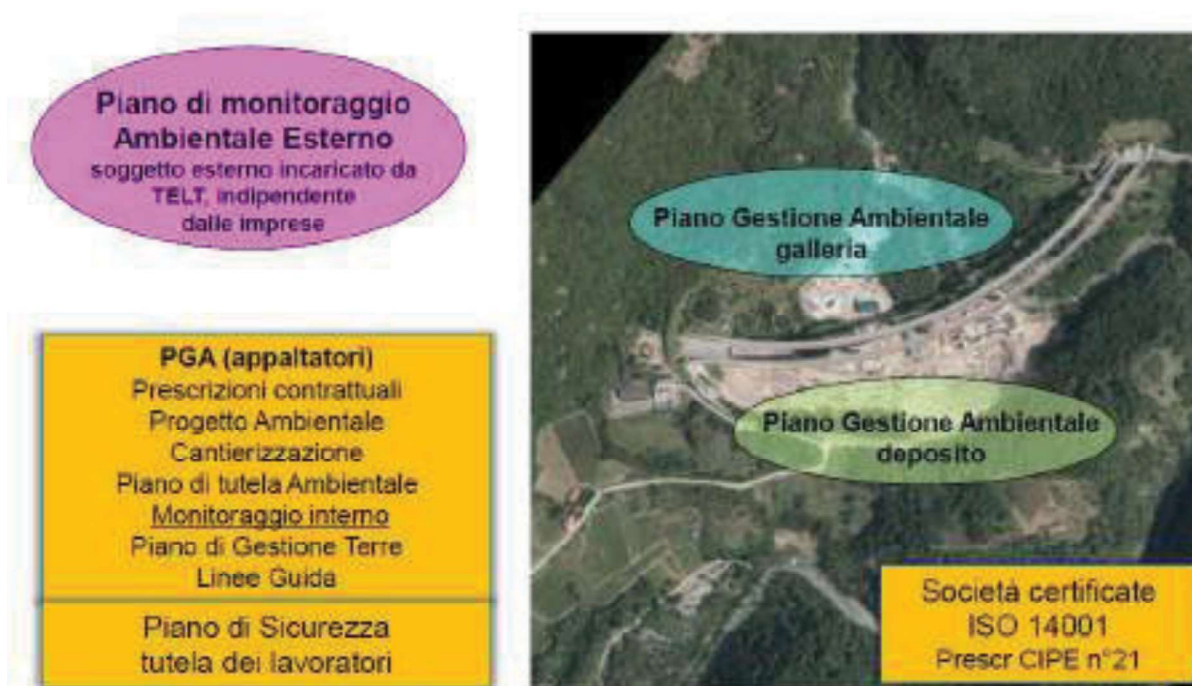 Piano di monitoraggio
Ambientale Esterno
soggetto esterno incaricato da
TELT, indipendente
dalle imprese
Piano Gestione Ambientale
galleria
PGA (appaltatori)
Prescrizioni contrattuali
Progetto Ambientale
Cantierizzazione
Piano di tutela Ambientale
Monitoraggio interno
Piano di Gestione Terre
Linee Guida
Piano di Sicurezza
tutela dei lavoratori
Piano Gestione Ambientale
deposito
Società certificate
ISO 14001
Prescr CIPE n°21